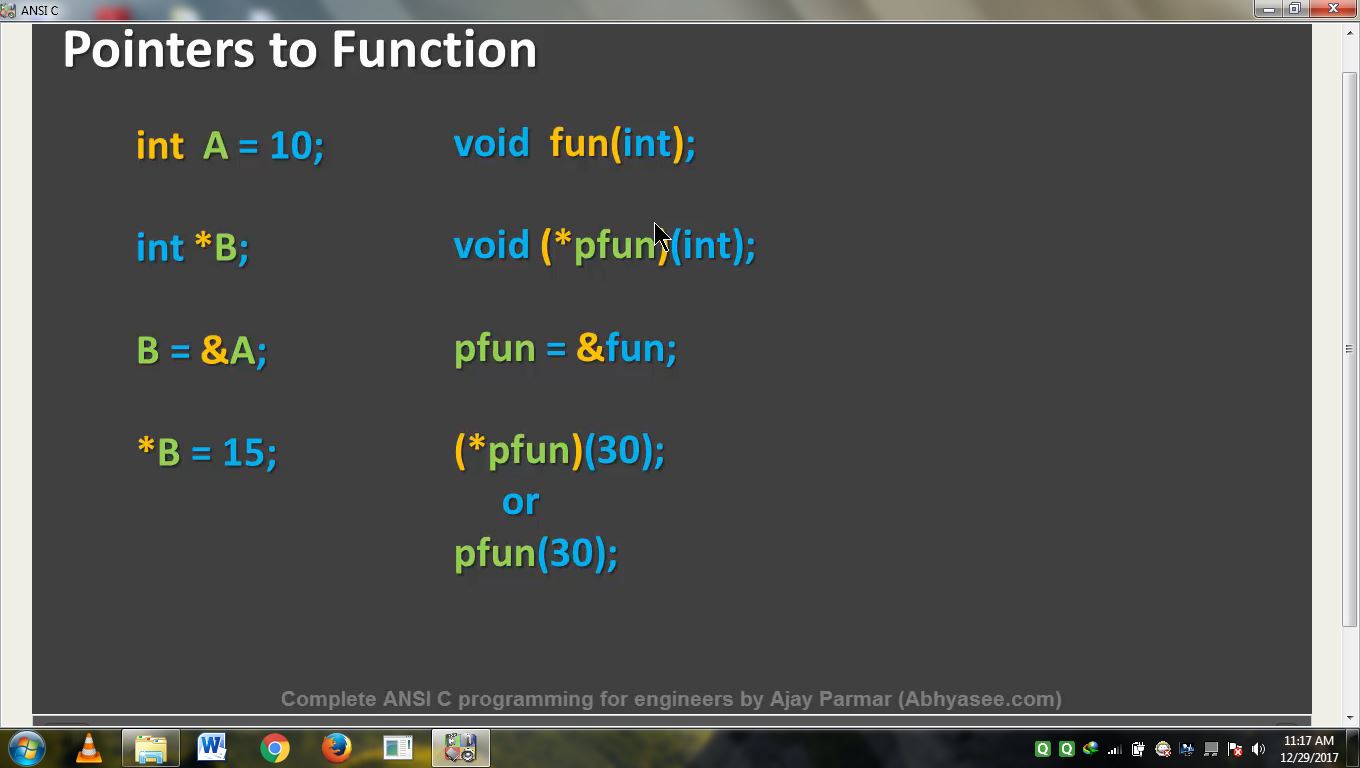 ANSI C
Pointers to Function
int A = 10;
int *B;
B = &A;
*B = 15;
void fun(int);
void (*pfun)(int);
pfun = &fun;
(*pfun)(30);
or
pfun(30);
Complete ANSI C programming for engineers by Ajay Parmar (Abhyasee.com)
11:17 AM
12/29/2017